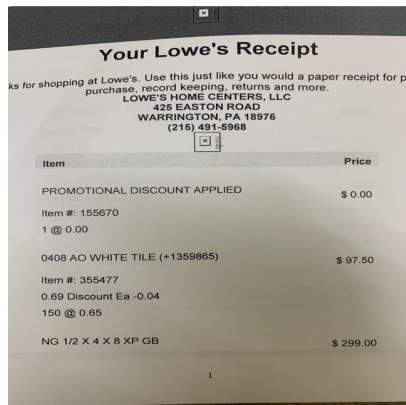 Your Lowe's Receipt
ks for shopping at Lowe's. Use this just like you would a paper receipt for p
purchase, record keeping, returns and more.
LOWE'S HOME CENTERS, LLC
425 EASTON ROAD
WARRINGTON, PA 18976
(215) 491-5968
Item Price
PROMOTIONAL DISCOUNT APPLIED $ 0.00
Item #: 155670
1 @ 0.00
0408 AO WHITE TILE (+1359865) $ 97.50
Item #: 355477
0.69 Discount Ea -0.04
150 @ 0.65
NG 1/2 X 4 X 8 XP GB $ 299.00
1